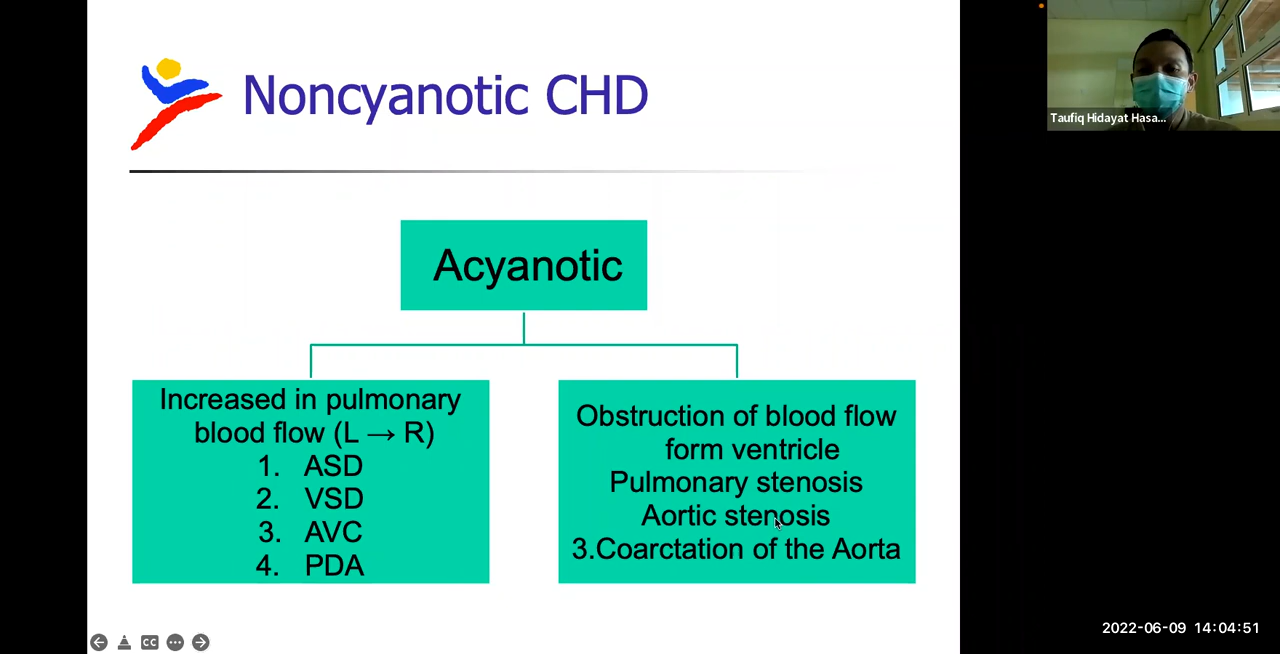 Noncyanotic CHD
Taufiq Hidayat Hasa...
Acyanotic
Increased in pulmonary
blood flow (L → R)
1. ASD
2. VSD
3. AVC
4. PDA
Obstruction of blood flow
form ventricle
Pulmonary stenosis
Aortic stenosis
3.Coarctation of the Aorta
CC
2022-06-09 14:04:51